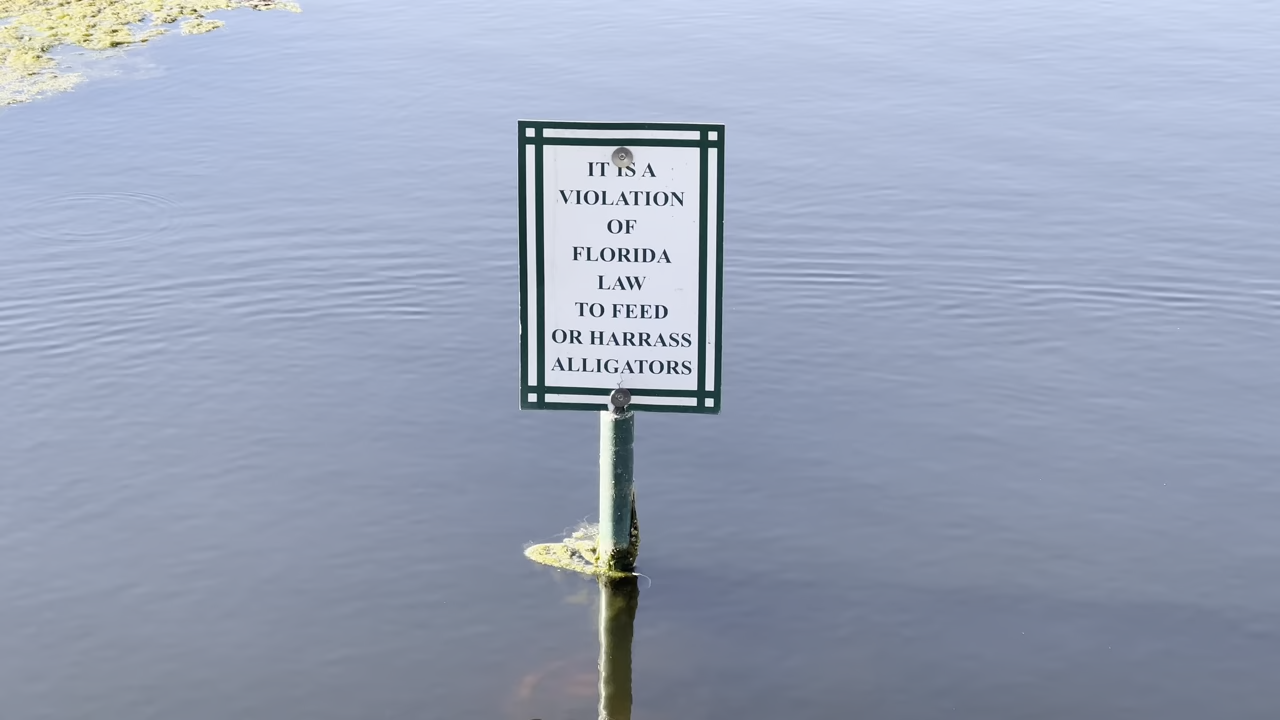 IT IS A
VIOLATION
OF
FLORIDA
LAW
TO FEED
OR HARRASS
ALLIGATORS